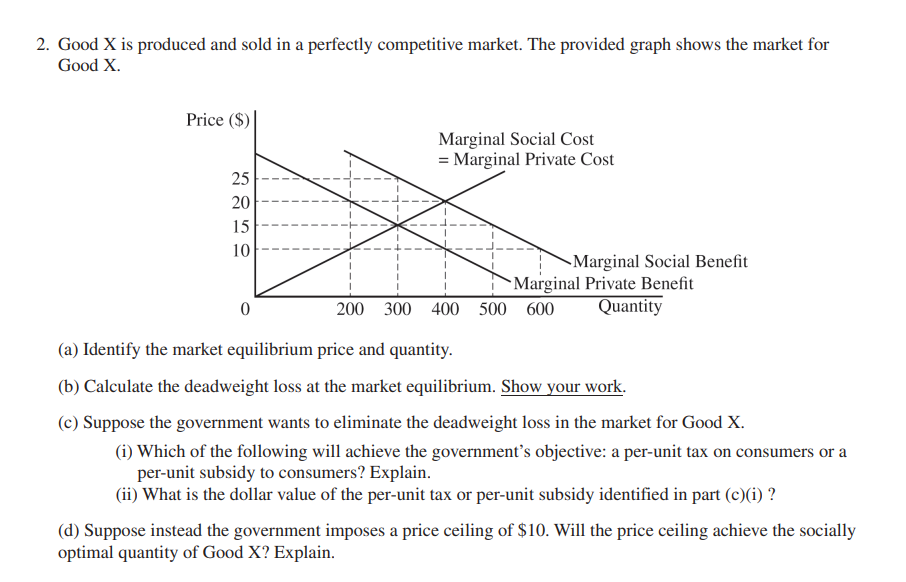 2. Good X is produced and sold in a perfectly competitive market. The provided graph shows the market for
Good X.
Price ($)
Marginal Social Cost
= Marginal Private Cost
25
20
15
10
Marginal Social Benefit
Marginal Private Benefit
0 200 300 400 500 600 Quantity
(a) Identify the market equilibrium price and quantity.
(b) Calculate the deadweight loss at the market equilibrium. Show your work.
(c) Suppose the government wants to eliminate the deadweight loss in the market for Good X.
(i) Which of the following will achieve the government’s objective: a per-unit tax on consumers or a
per-unit subsidy to consumers? Explain.
(ii) What is the dollar value of the per-unit tax or per-unit subsidy identified in part (c)(i) ?
(d) Suppose instead the government imposes a price ceiling of $10. Will the price ceiling achieve the socially
optimal quantity of Good X? Explain.